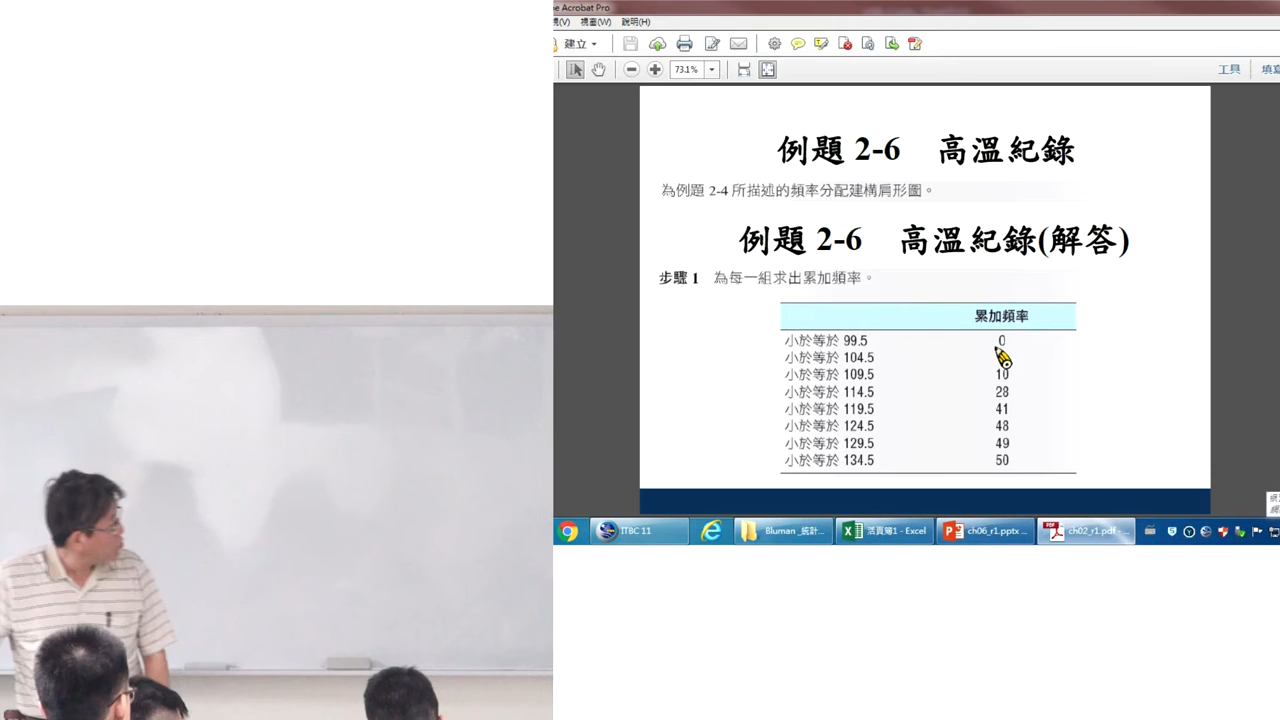 e Acrobat Pro
視窗(W) 說明(H)
建立
73.1%
工具
例題 2-6 高溫紀錄
為例題 2-4 所描述的頻率分配建構肩形圖。
例題 2-6 高溫紀錄(解答)
步驟 1 為每一組求出累加頻率。
累加頻率
小於等於 99.5 0
小於等於 104.5
小於等於 109.5 10
小於等於 114.5 28
小於等於 119.5 41
小於等於 124.5 48
小於等於 129.5 49
小於等於 134.5 50
ITBC 11
Bluman _統計...
活頁簿1 - Excel
ch06_r1.pptx ...
ch02_r1.pdf - ...